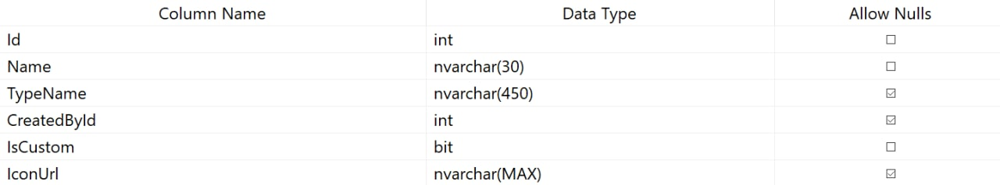 Column Name Data Type Allow Nulls
Id int
Name nvarchar(30)
TypeName nvarchar(450)
CreatedById int
IsCustom bit
IconUrl nvarchar(MAX)